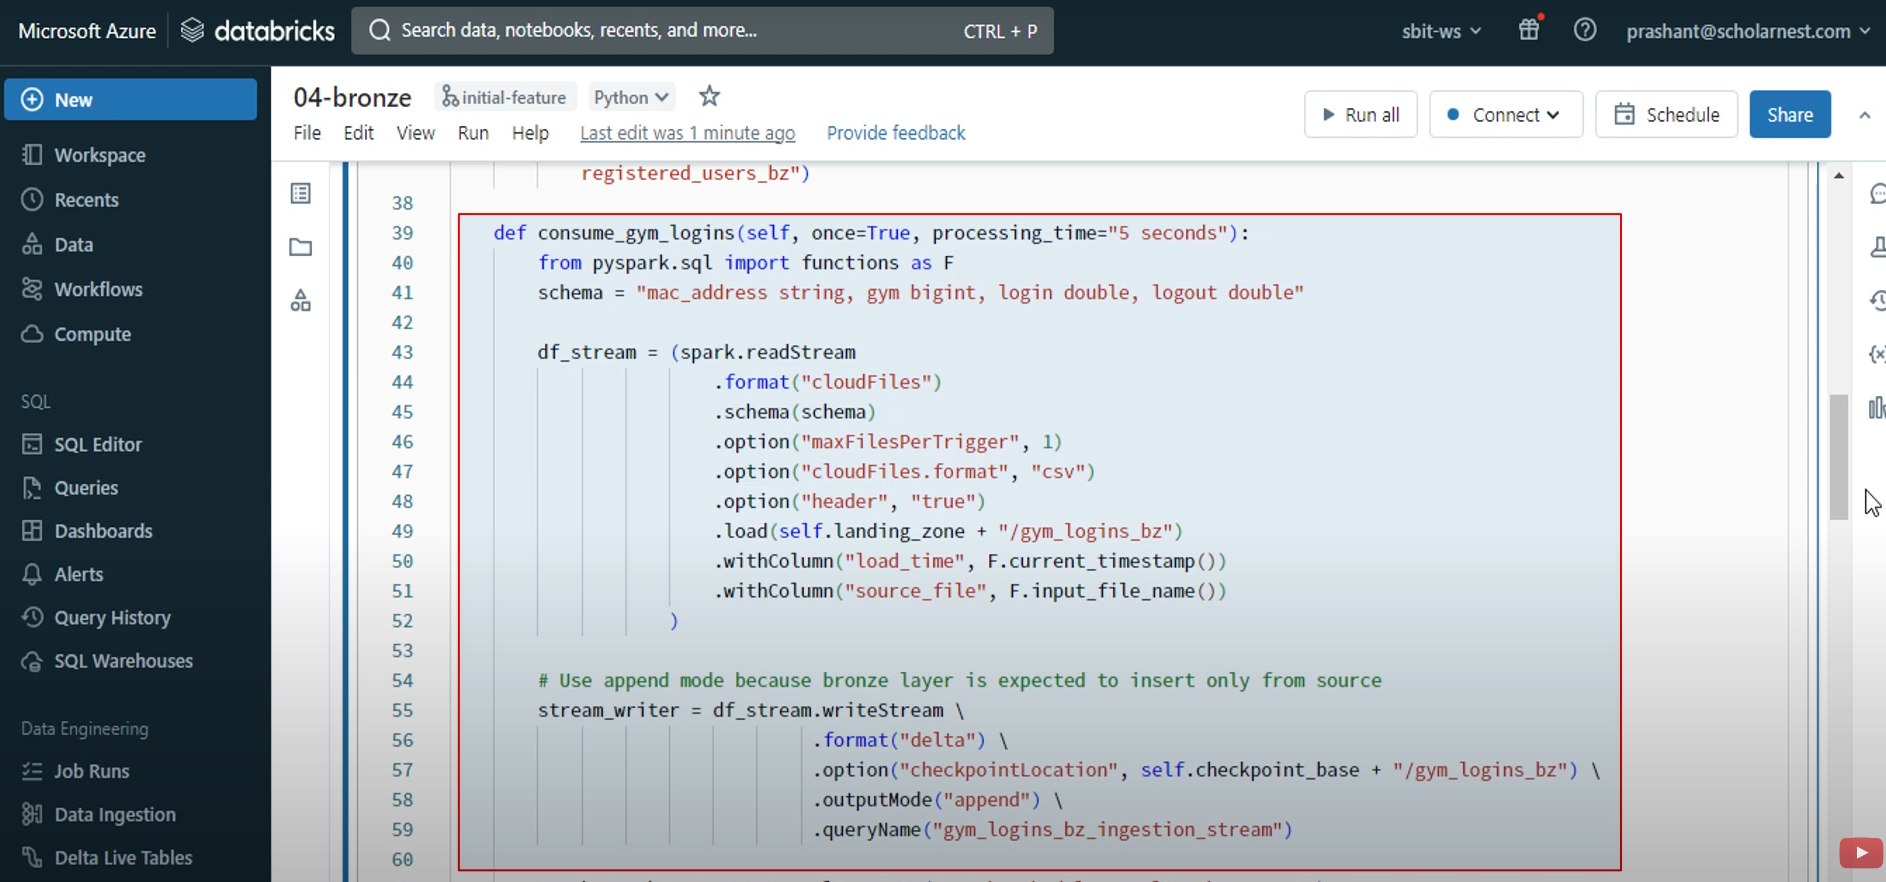 Microsoft Azure databricks Search data, notebooks, recents, and more... CTRL + P sbit-ws prashant@scholarnest.com
New
Workspace
Recents
Data
Workflows
Compute
SQL
SQL Editor
Queries
Dashboards
Alerts
Query History
SQL Warehouses
Data Engineering
Job Runs
Data Ingestion
Delta Live Tables
04-bronze initial-feature Python
File Edit View Run Help Last edit was 1 minute ago Provide feedback
Run all Connect Schedule Share
registered_users_bz")
38
39 def consume_gym_logins(self, once=True, processing_time="5 seconds"):
40 from pyspark.sql import functions as F
41 schema = "mac_address string, gym bigint, login double, logout double"
42
43 df_stream = (spark.readStream
44 .format("cloudFiles")
45 .schema(schema)
46 .option("maxFilesPerTrigger", 1)
47 .option("cloudFiles.format", "csv")
48 .option("header", "true")
49 .load(self.landing_zone + "/gym_logins_bz")
50 .withColumn("load_time", F.current_timestamp())
51 .withColumn("source_file", F.input_file_name())
52 )
53
54 # Use append mode because bronze layer is expected to insert only from source
55 stream_writer = df_stream.writeStream \
56 .format("delta") \
57 .option("checkpointLocation", self.checkpoint_base + "/gym_logins_bz") \
58 .outputMode("append") \
59 .queryName("gym_logins_bz_ingestion_stream")
60